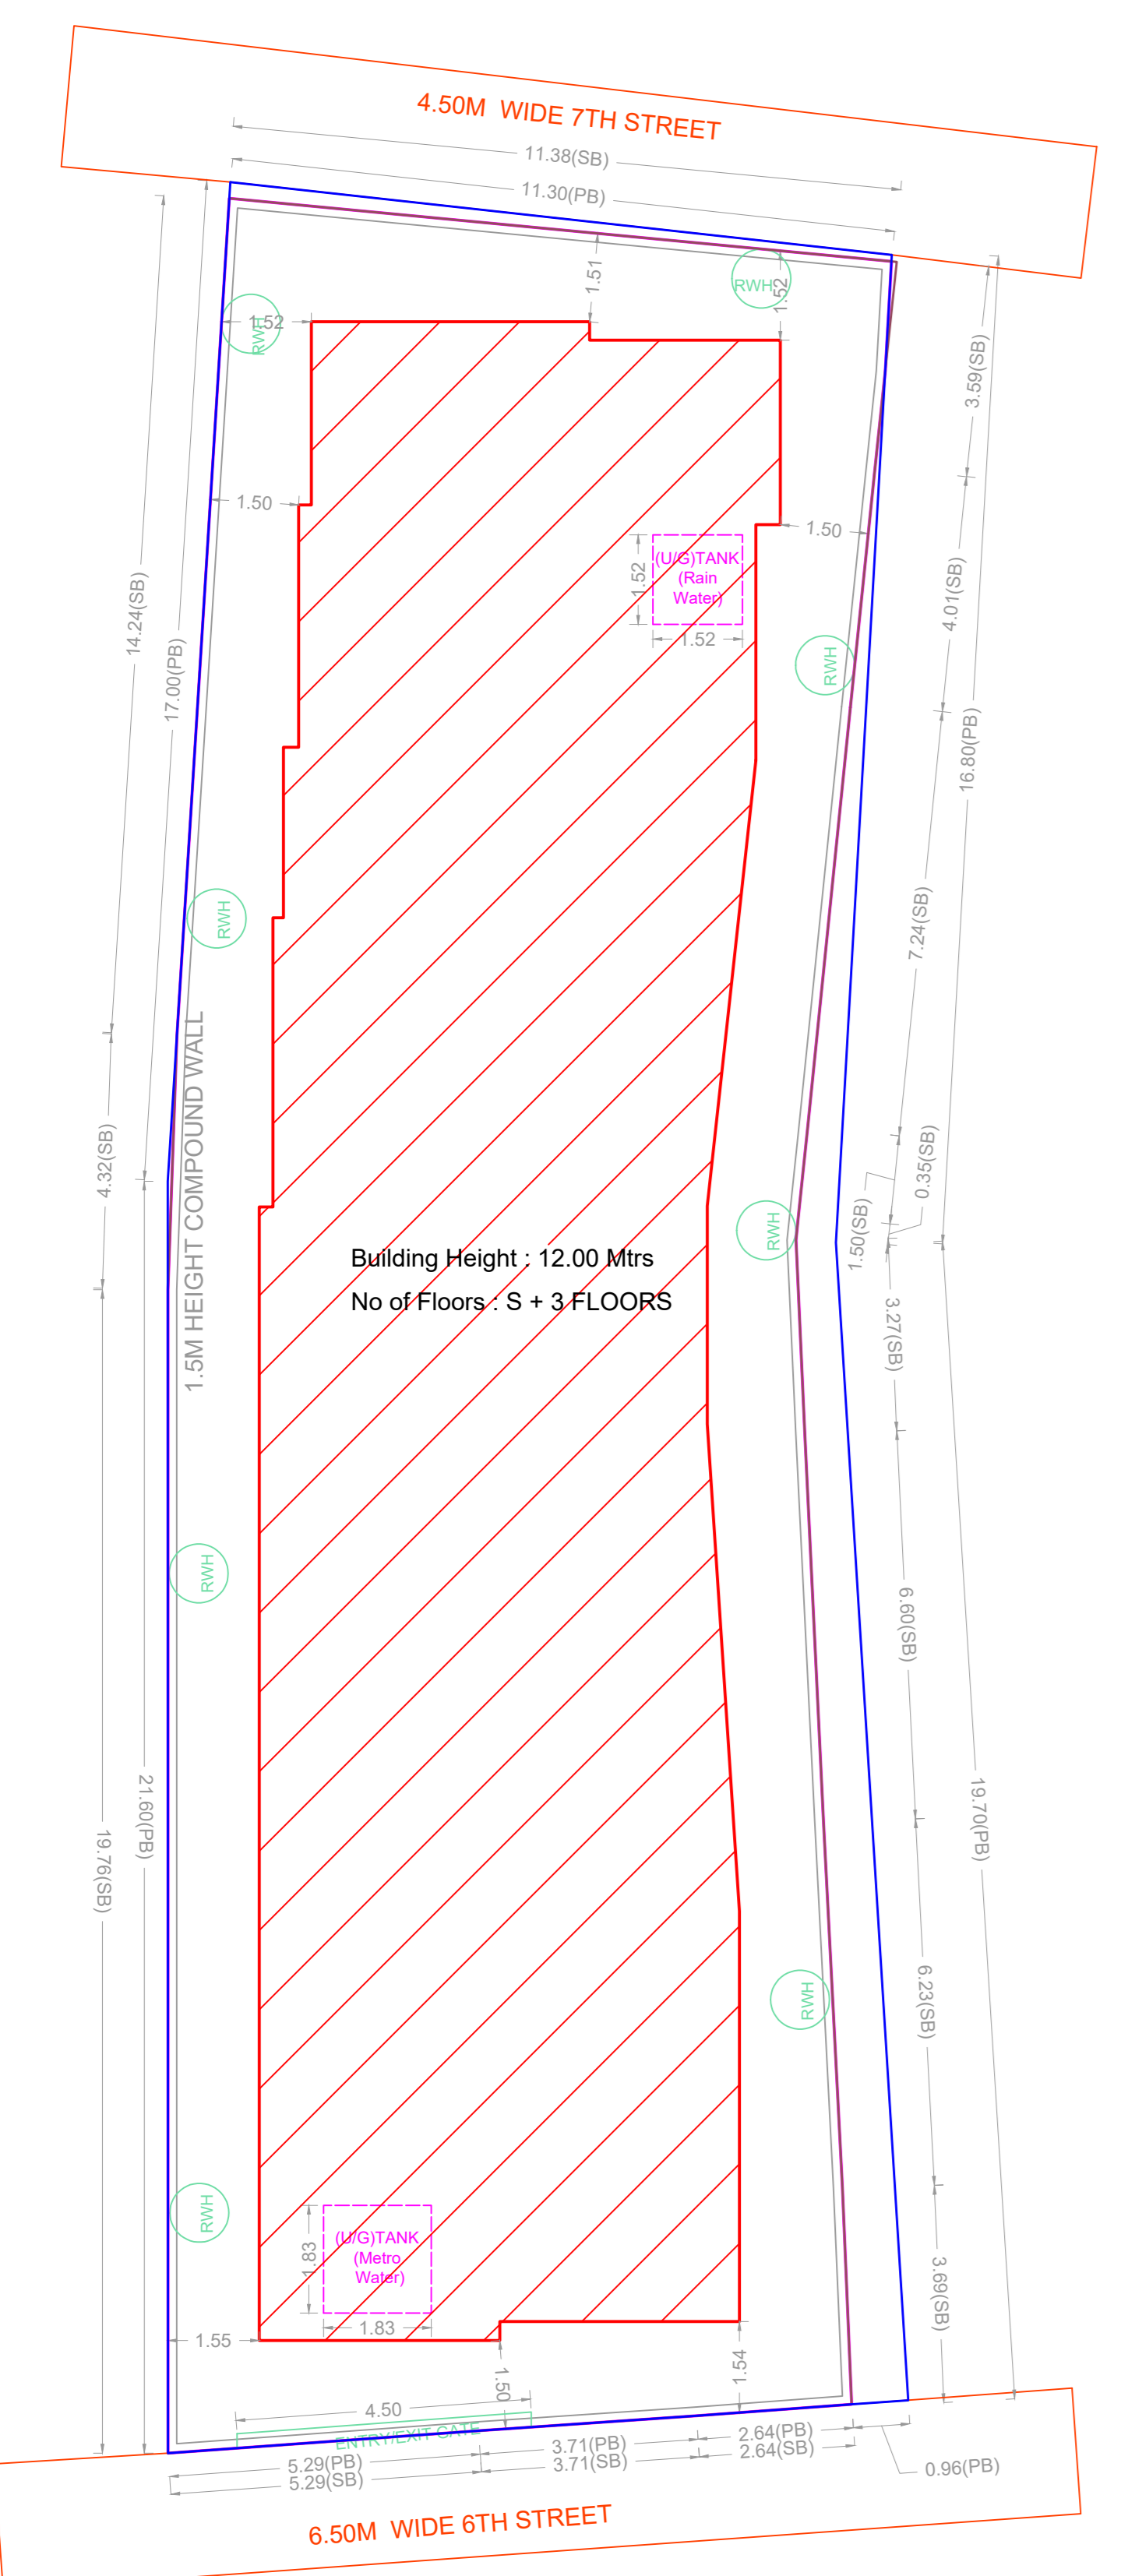 4.50M WIDE 7TH STREET
11.38(SB)
11.30(PB)
1.51
RWH
1.52
1.52
RWH
3.59(SB)
1.50
1.50
14.24(SB)
17.00(PB)
(U/G)TANK
(Rain
Water)
1.52
1.52
4.01(SB)
RWH
16.80(PB)
RWH
7.24(SB)
1.5M HEIGHT COMPOUND WALL
4.32(SB)
0.35(SB)
1.50(SB)
RWH
Building Height : 12.00 Mtrs
No of Floors : S + 3 FLOORS
3.27(SB)
RWH
6.60(SB)
21.60(PB)
19.76(SB)
19.70(PB)
6.23(SB)
RWH
RWH
(U/G)TANK
(Metro
Water)
1.83
1.83
3.69(SB)
1.55
1.50
1.54
4.50
ENTRY/EXIT GATE
5.29(PB)
3.71(PB)
2.64(PB)
5.29(SB)
3.71(SB)
2.64(SB)
0.96(PB)
6.50M WIDE 6TH STREET